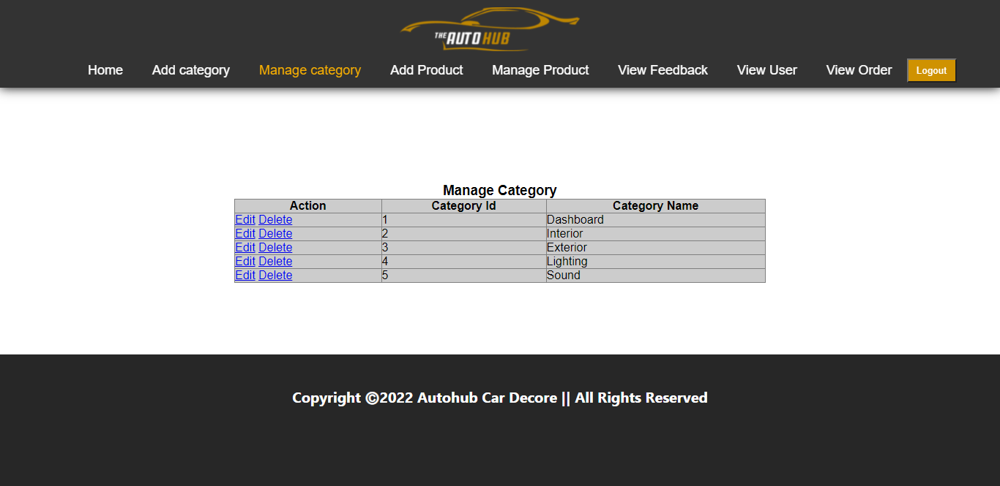 THE AUTO HUB
Home Add category Manage category Add Product Manage Product View Feedback View User View Order Logout
Manage Category
Action Category Id Category Name
Edit Delete 1 Dashboard
Edit Delete 2 Interior
Edit Delete 3 Exterior
Edit Delete 4 Lighting
Edit Delete 5 Sound
Copyright ©2022 Autohub Car Decore || All Rights Reserved